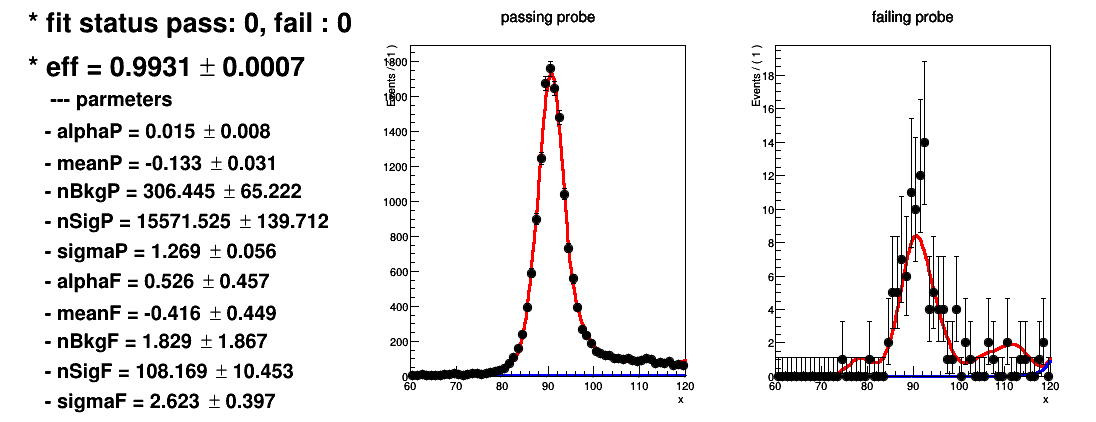 * fit status pass: 0, fail : 0
* eff = 0.9931 ± 0.0007
--- parmeters
- alphaP = 0.015 ± 0.008
- meanP = -0.133 ± 0.031
- nBkgP = 306.445 ± 65.222
- nSigP = 15571.525 ± 139.712
- sigmaP = 1.269 ± 0.056
- alphaF = 0.526 ± 0.457
- meanF = -0.416 ± 0.449
- nBkgF = 1.829 ± 1.867
- nSigF = 108.169 ± 10.453
- sigmaF = 2.623 ± 0.397
passing probe
Events / ( 1 )
1800
1600
1400
1200
1000
800
600
400
200
0
60 70 80 90 100 110 120
x
failing probe
Events / ( 1 )
18
16
14
12
10
8
6
4
2
0
60 70 80 90 100 110 120
x